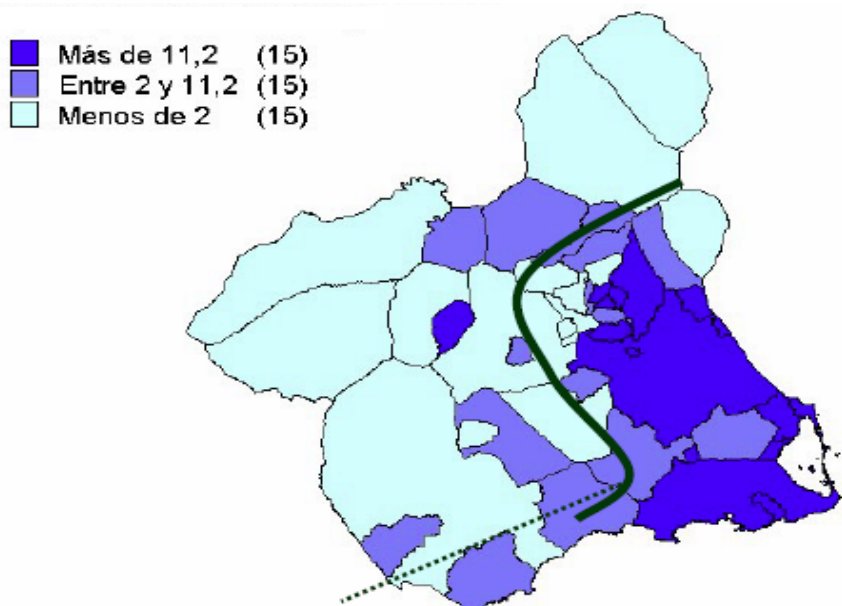 Más de 11,2 (15)
Entre 2 y 11,2 (15)
Menos de 2 (15)